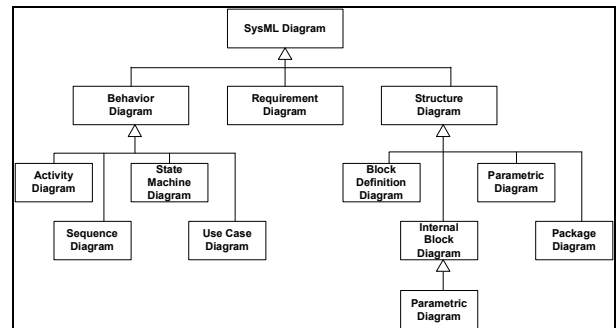 SysML Diagram
Behavior
Diagram
Requirement
Diagram
Structure
Diagram
Activity
Diagram
State
Machine
Diagram
Block
Definition
Diagram
Parametric
Diagram
Sequence
Diagram
Use Case
Diagram
Internal
Block
Diagram
Package
Diagram
Parametric
Diagram